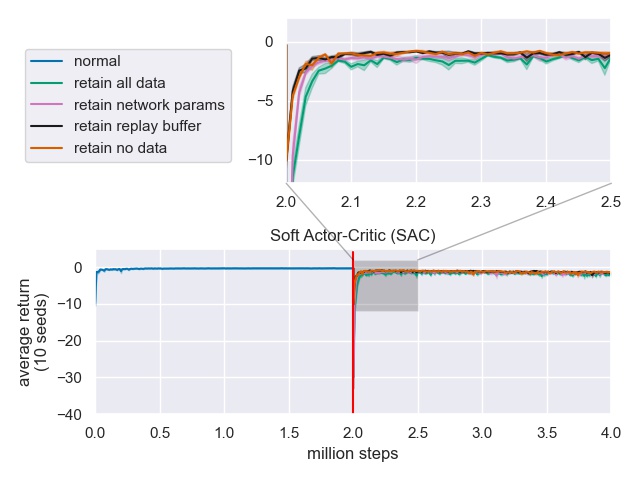 normal
retain all data
retain network params
retain replay buffer
retain no data
0
−5
−10
2.0 2.1 2.2 2.3 2.4 2.5
Soft Actor-Critic (SAC)
average return
(10 seeds)
0
−10
−20
−30
−40
0.0 0.5 1.0 1.5 2.0 2.5 3.0 3.5 4.0
million steps